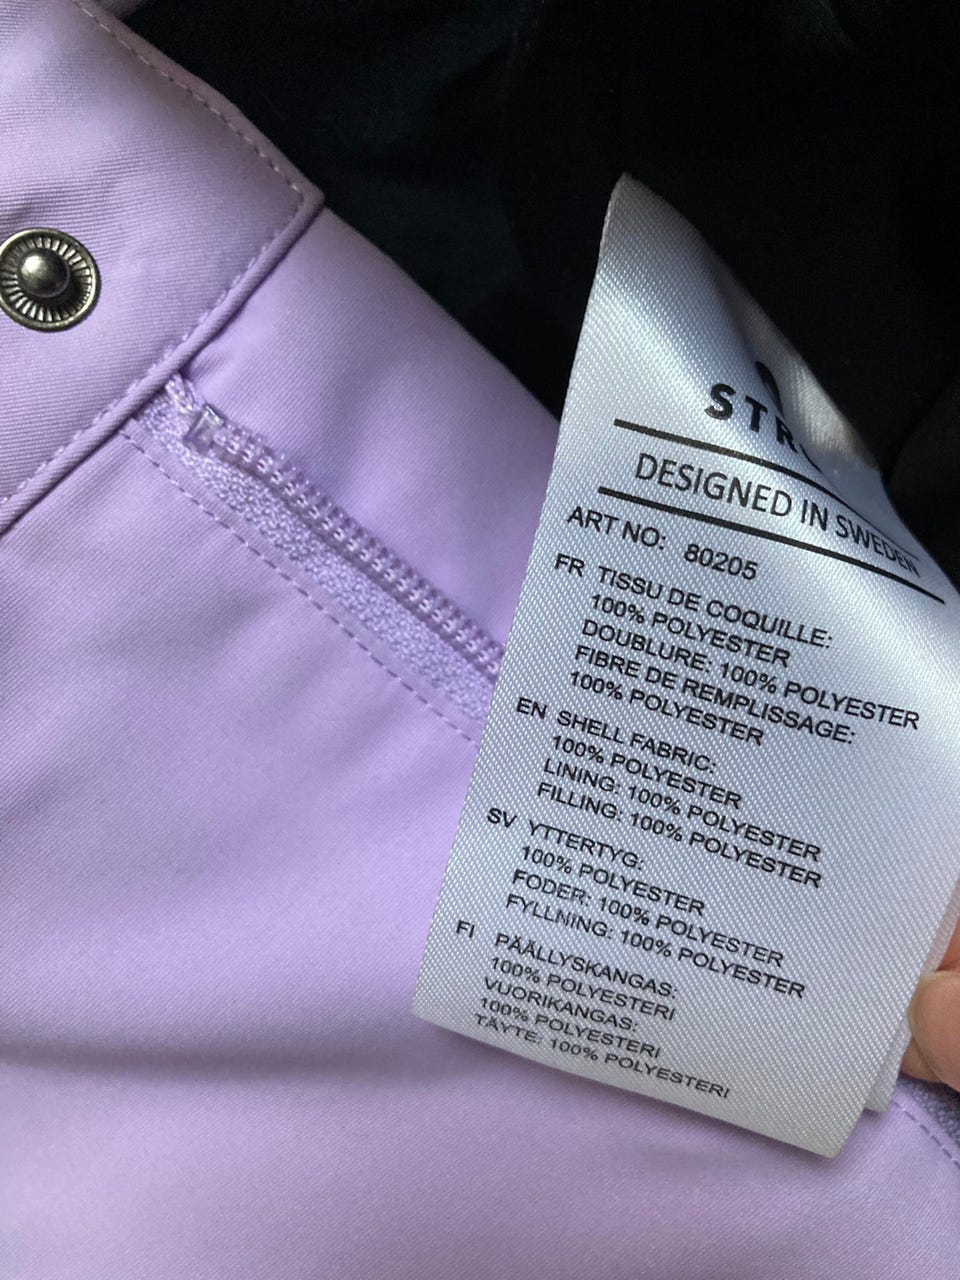 DESIGNED IN SWEDEN
ART NO: 80205
FR TISSU DE COQUILLE:
100% POLYESTER
DOUBLURE: 100% POLYESTER
FIBRE DE REMPLISSAGE:
100% POLYESTER
EN SHELL FABRIC:
100% POLYESTER
LINING: 100% POLYESTER
FILLING: 100% POLYESTER
SV YTTERTYG:
100% POLYESTER
FODER: 100% POLYESTER
FYLLNING: 100% POLYESTER
FI PÄÄLLYSKANGAS:
100% POLYESTERI
VUORIKANGAS:
100% POLYESTERI
TÄYTE: 100% POLYESTERI